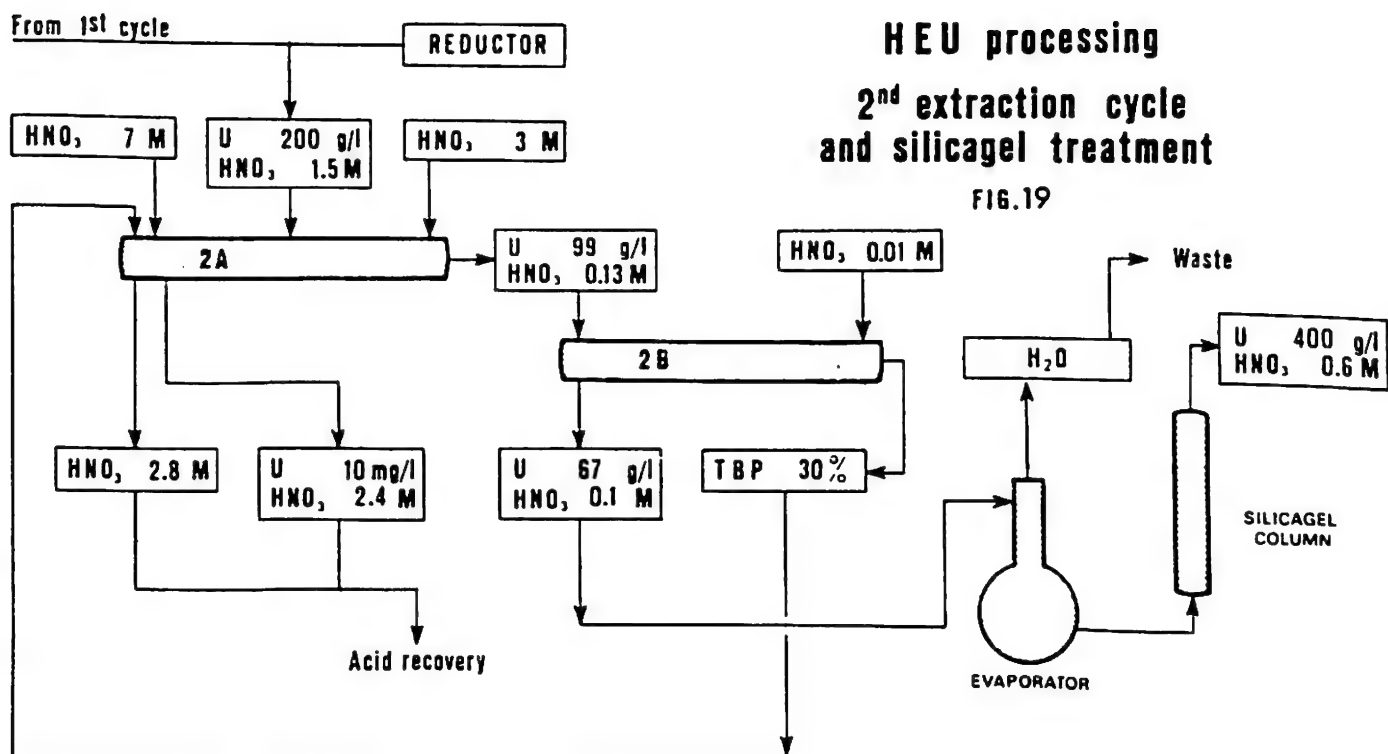 From 1st cycle
REDUCTOR
HEU processing
2nd extraction cycle
and silicagel treatment
FIG.19
HNO3 7 M
U 200 g/l
HNO3 1.5 M
HNO3 3 M
2A
U 99 g/l
HNO3 0.13 M
HNO3 0.01 M
Waste
2B
H2O
U 400 g/l
HNO3 0.6 M
HNO3 2.8 M
U 10 mg/l
HNO3 2.4 M
U 67 g/l
HNO3 0.1 M
TBP 30%
SILICAGEL
COLUMN
Acid recovery
EVAPORATOR